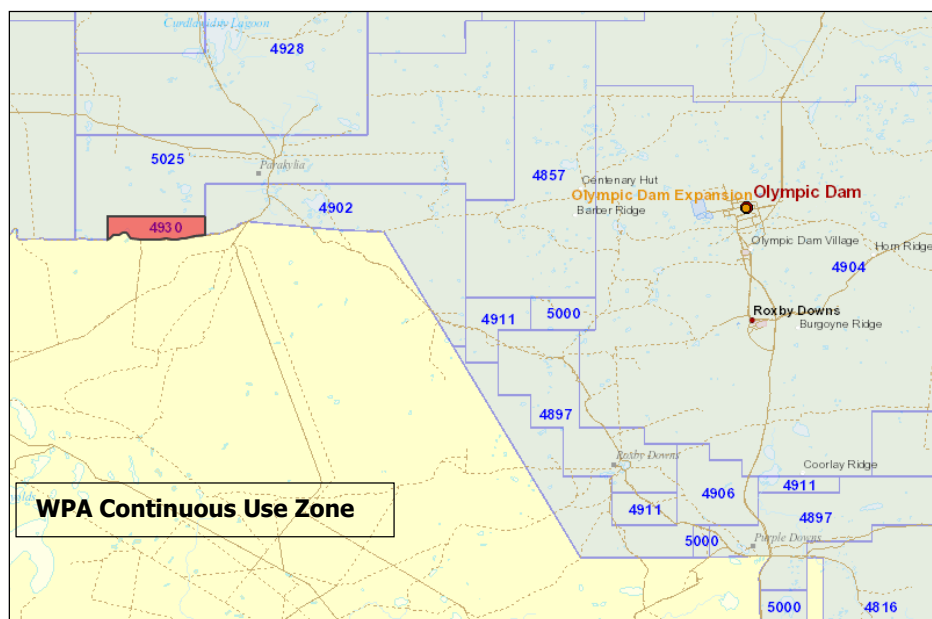 Curdlawidity Lagoon
4928
5025
Parakylia
4857
Centenary Hut
Olympic Dam Expansion
Olympic Dam
4902
Barber Ridge
4930
Olympic Dam Village
Horn Ridge
4904
4911
5000
Roxby Downs
Burgoyne Ridge
4897
Roxby Downs
Coorlay Ridge
4906
4911
WPA Continuous Use Zone
4911
4897
5000
Purple Downs
5000
4816